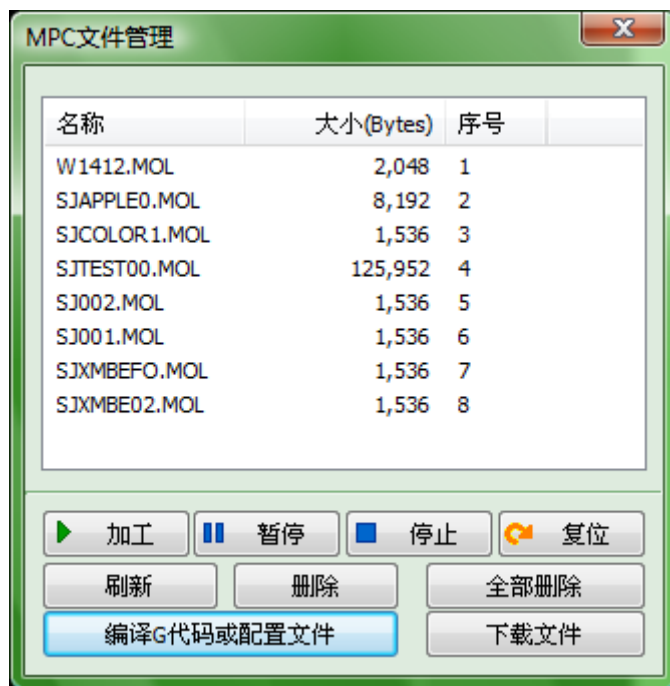 MPC文件管理
名称 大小(Bytes) 序号
W1412.MOL 2,048 1
SJAPPLE0.MOL 8,192 2
SJCOLOR1.MOL 1,536 3
SJTEST00.MOL 125,952 4
SJ002.MOL 1,536 5
SJ001.MOL 1,536 6
SJXMBEFO.MOL 1,536 7
SJXMBE02.MOL 1,536 8
加工 暂停 停止 复位
刷新 删除 全部删除
编译G代码或配置文件 下载文件